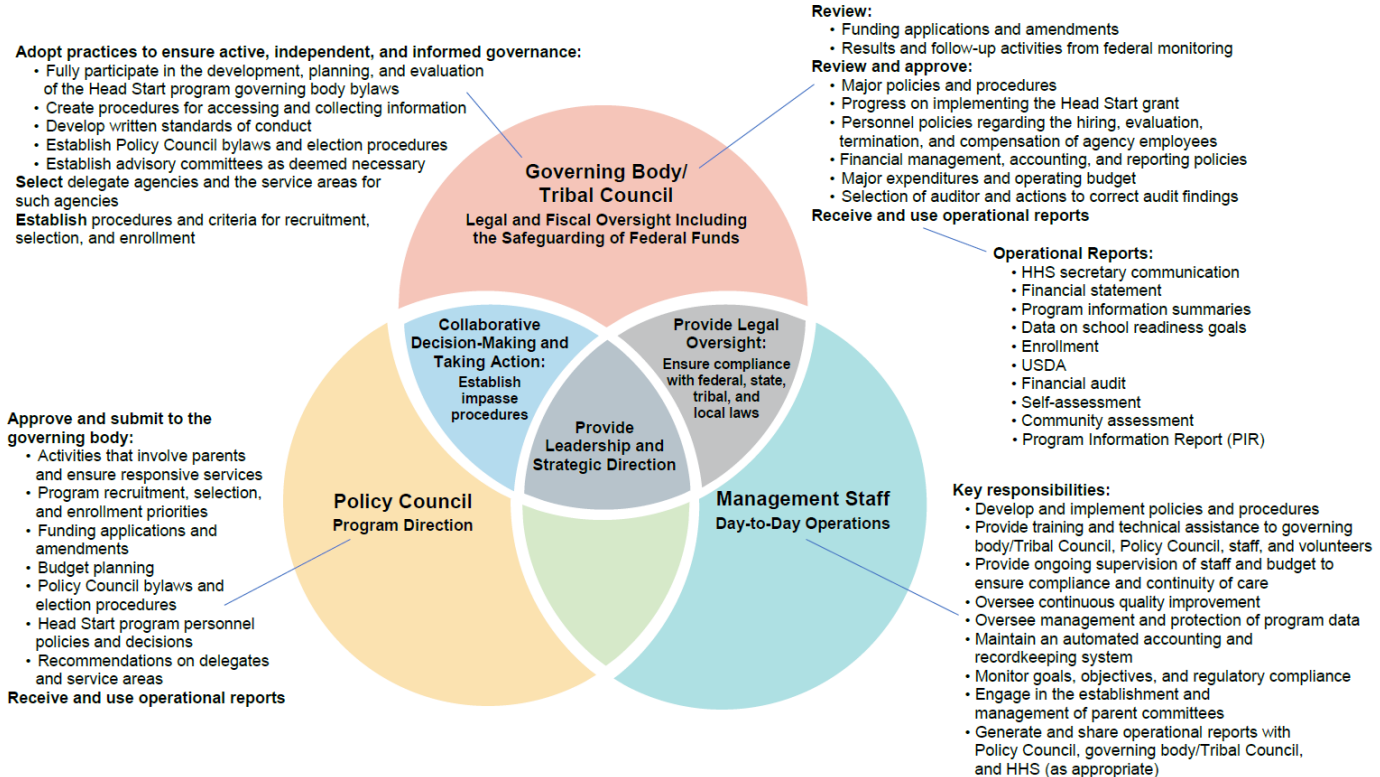 Adopt practices to ensure active, independent, and informed governance:
• Fully participate in the development, planning, and evaluation
of the Head Start program governing body bylaws
• Create procedures for accessing and collecting information
• Develop written standards of conduct
• Establish Policy Council bylaws and election procedures
• Establish advisory committees as deemed necessary
Select delegate agencies and the service areas for
such agencies
Establish procedures and criteria for recruitment,
selection, and enrollment
Review:
• Funding applications and amendments
• Results and follow-up activities from federal monitoring
Review and approve:
• Major policies and procedures
• Progress on implementing the Head Start grant
• Personnel policies regarding the hiring, evaluation,
termination, and compensation of agency employees
• Financial management, accounting, and reporting policies
• Major expenditures and operating budget
• Selection of auditor and actions to correct audit findings
Receive and use operational reports
Operational Reports:
• HHS secretary communication
• Financial statement
• Program information summaries
• Data on school readiness goals
• Enrollment
• USDA
• Financial audit
• Self-assessment
• Community assessment
• Program Information Report (PIR)
Governing Body/
Tribal Council
Legal and Fiscal Oversight Including
the Safeguarding of Federal Funds
Collaborative
Decision-Making and
Taking Action:
Establish
impasse
procedures
Provide Legal
Oversight:
Ensure compliance
with federal, state,
tribal, and
local laws
Provide
Leadership and
Strategic Direction
Policy Council
Program Direction
Management Staff
Day-to-Day Operations
Approve and submit to the
governing body:
• Activities that involve parents
and ensure responsive services
• Program recruitment, selection,
and enrollment priorities
• Funding applications and
amendments
• Budget planning
• Policy Council bylaws and
election procedures
• Head Start program personnel
policies and decisions
• Recommendations on delegates
and service areas
Receive and use operational reports
Key responsibilities:
• Develop and implement policies and procedures
• Provide training and technical assistance to governing
body/Tribal Council, Policy Council, staff, and volunteers
• Provide ongoing supervision of staff and budget to
ensure compliance and continuity of care
• Oversee continuous quality improvement
• Oversee management and protection of program data
• Maintain an automated accounting and
recordkeeping system
• Monitor goals, objectives, and regulatory compliance
• Engage in the establishment and
management of parent committees
• Generate and share operational reports with
Policy Council, governing body/Tribal Council,
and HHS (as appropriate)